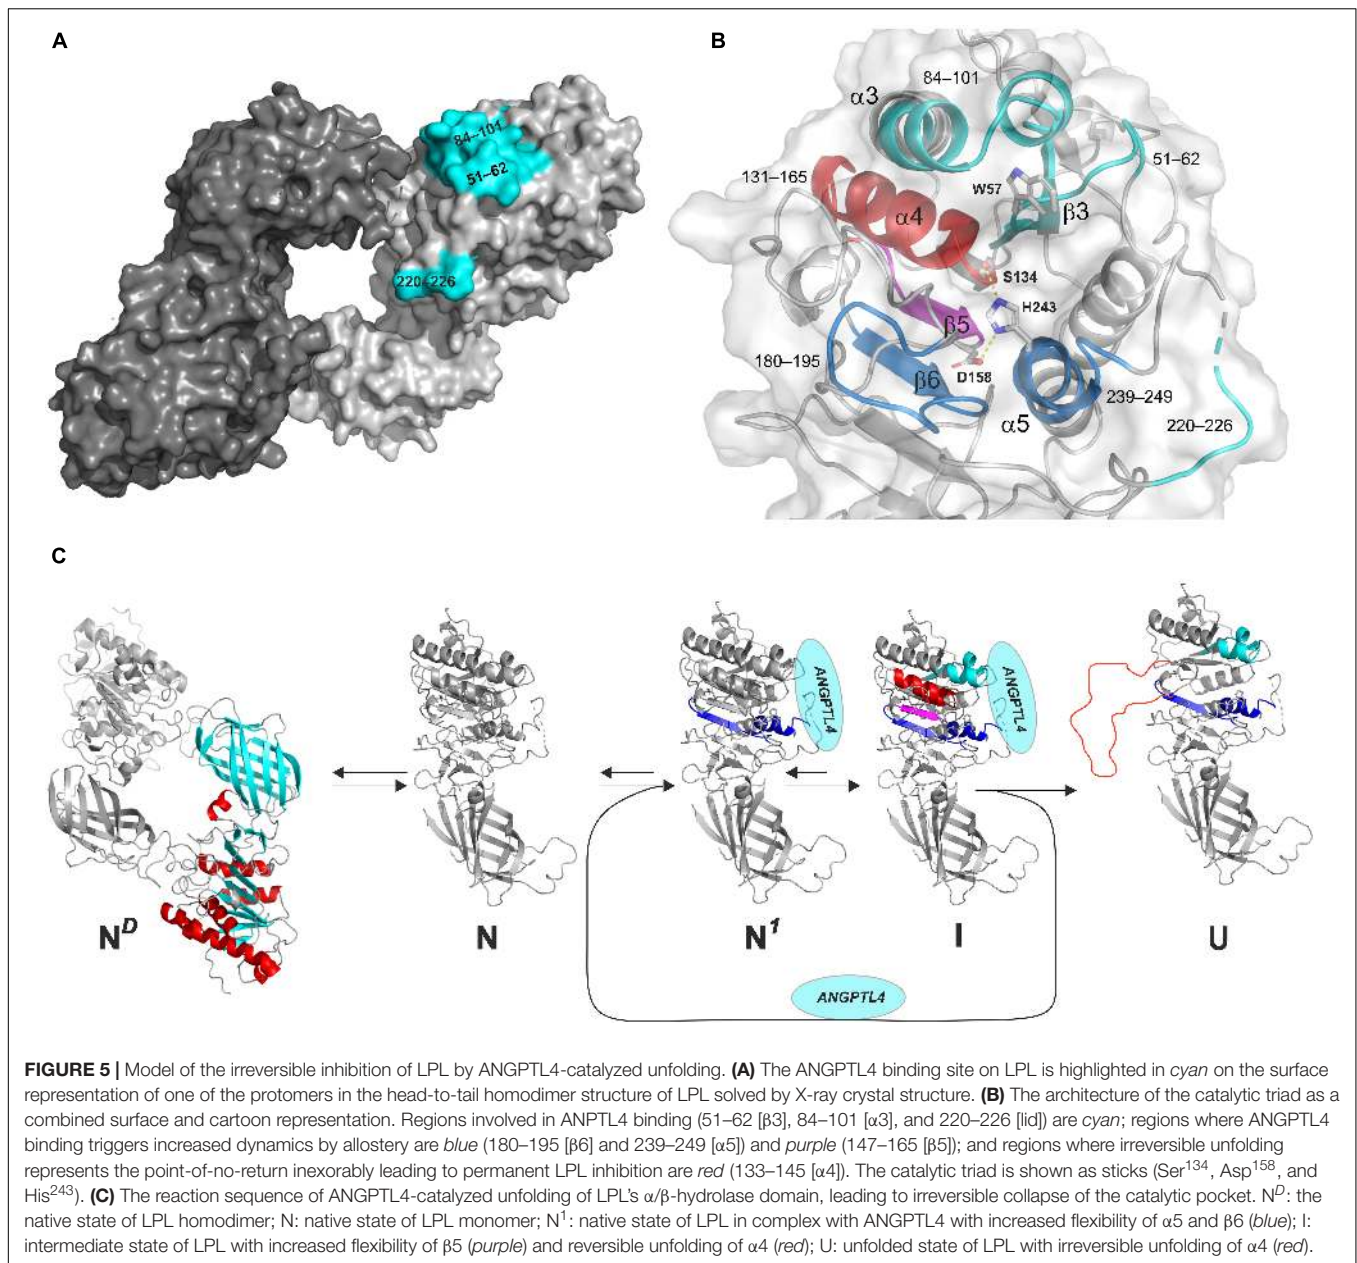 A
84–101
51–62
220–226
B
84–101
α3
51–62
131–165
W57
α4
β3
S134
H243
β5
180–195
β6
D158
239–249
α5
220–226
C
ANGPTL4
ANGPTL4
Nᴰ
N
N¹
I
U
ANGPTL4
FIGURE 5 | Model of the irreversible inhibition of LPL by ANGPTL4-catalyzed unfolding. (A) The ANGPTL4 binding site on LPL is highlighted in cyan on the surface
representation of one of the protomers in the head-to-tail homodimer structure of LPL solved by X-ray crystal structure. (B) The architecture of the catalytic triad as a
combined surface and cartoon representation. Regions involved in ANPTL4 binding (51–62 [β3], 84–101 [α3], and 220–226 [lid]) are cyan; regions where ANGPTL4
binding triggers increased dynamics by allostery are blue (180–195 [β6] and 239–249 [α5]) and purple (147–165 [β5]); and regions where irreversible unfolding
represents the point-of-no-return inexorably leading to permanent LPL inhibition are red (133–145 [α4]). The catalytic triad is shown as sticks (Ser¹³⁴, Asp¹⁵⁸, and
His²⁴³). (C) The reaction sequence of ANGPTL4-catalyzed unfolding of LPL's α/β-hydrolase domain, leading to irreversible collapse of the catalytic pocket. Nᴰ: the
native state of LPL homodimer; N: native state of LPL monomer; N¹: native state of LPL in complex with ANGPTL4 with increased flexibility of α5 and β6 (blue); I:
intermediate state of LPL with increased flexibility of β5 (purple) and reversible unfolding of α4 (red); U: unfolded state of LPL with irreversible unfolding of α4 (red).